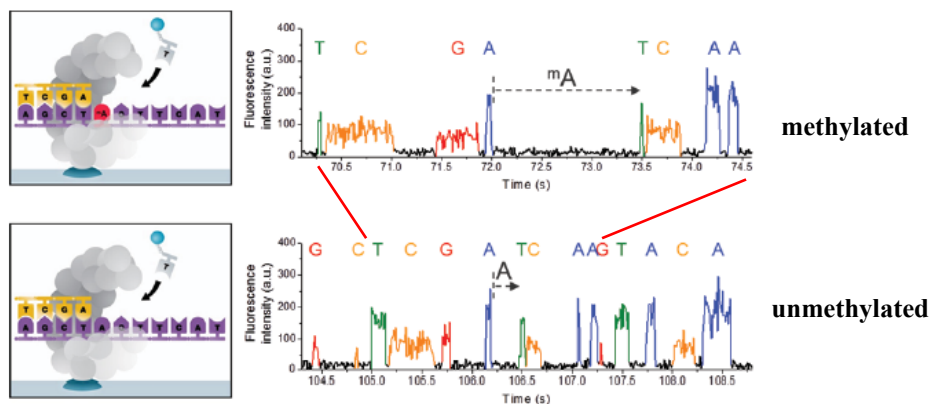 T C G A
A G C T mA G T T C A T
T
T C G A T C A A
mA
Fluorescence
intensity (a.u.)
400
300
200
100
0
70.5 71.0 71.5 72.0 72.5 73.0 73.5 74.0 74.5
Time (s)
methylated
T C G A
A G C T A G T T C A T
T
G C T C G A T C A A G T A C A
A
Fluorescence
intensity (a.u.)
400
300
200
100
0
104.5 105.0 105.5 106.0 106.5 107.0 107.5 108.0 108.5
Time (s)
unmethylated